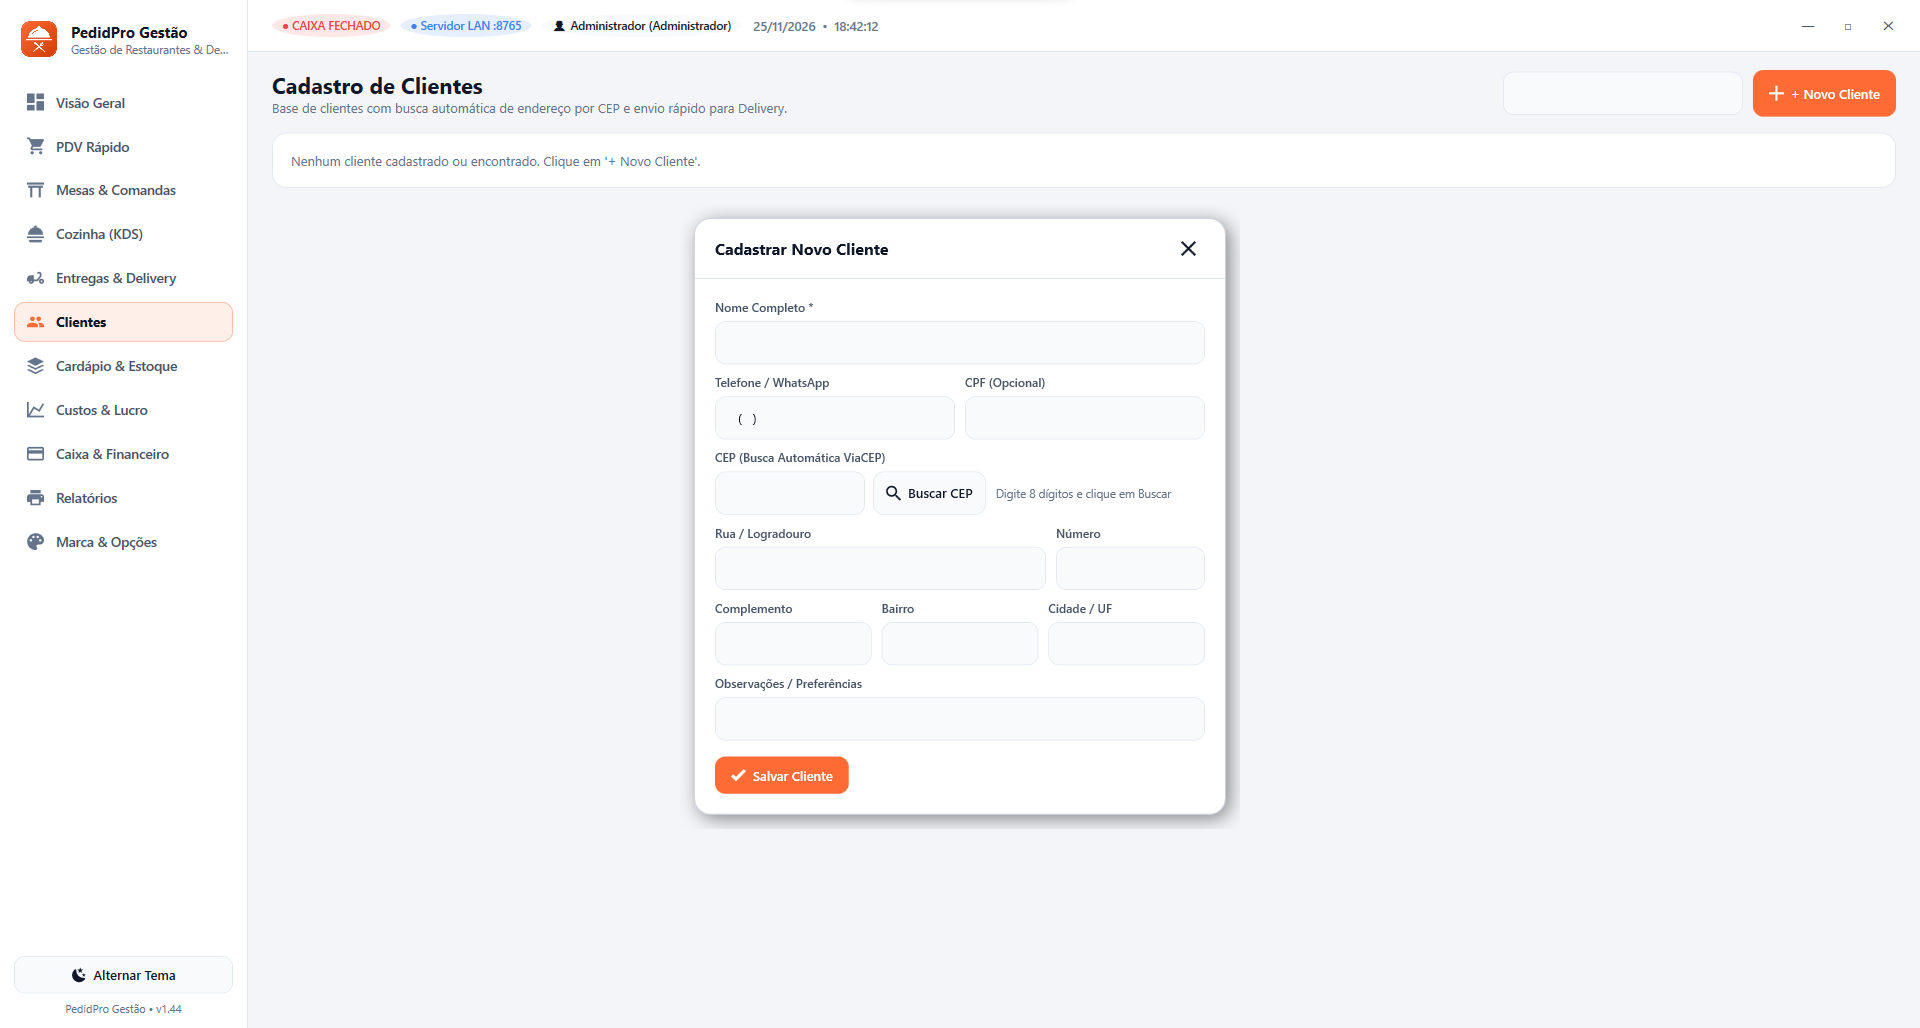 PedidPro Gestão
Gestão de Restaurantes & De...
● CAIXA FECHADO
● Servidor LAN :8765
Administrador (Administrador)
25/11/2026 • 18:42:12
Visão Geral
PDV Rápido
Mesas & Comandas
Cozinha (KDS)
Entregas & Delivery
Clientes
Cardápio & Estoque
Custos & Lucro
Caixa & Financeiro
Relatórios
Marca & Opções
Alternar Tema
PedidPro Gestão • v1.44
Cadastro de Clientes
Base de clientes com busca automática de endereço por CEP e envio rápido para Delivery.
+ Novo Cliente
Nenhum cliente cadastrado ou encontrado. Clique em '+ Novo Cliente'.
Cadastrar Novo Cliente
Nome Completo *
Telefone / WhatsApp
CPF (Opcional)
( )
CEP (Busca Automática ViaCEP)
Buscar CEP
Digite 8 dígitos e clique em Buscar
Rua / Logradouro
Número
Complemento
Bairro
Cidade / UF
Observações / Preferências
Salvar Cliente